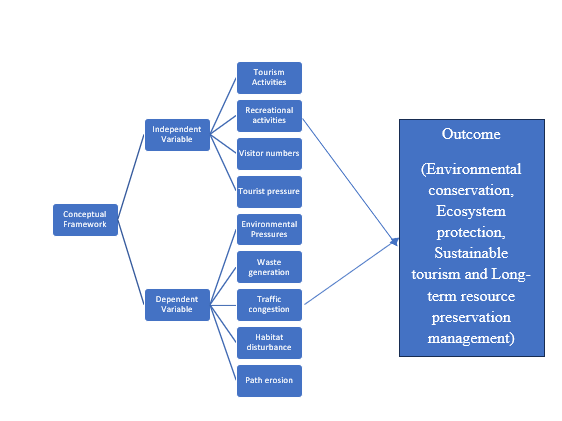 Conceptual
Framework
Independent
Variable
Tourism
Activities
Recreational
activities
Visitor numbers
Tourist pressure
Dependent
Variable
Environmental
Pressures
Waste
generation
Traffic
congestion
Habitat
disturbance
Path erosion
Outcome
(Environmental
conservation,
Ecosystem
protection,
Sustainable
tourism and Long-
term resource
preservation
management)